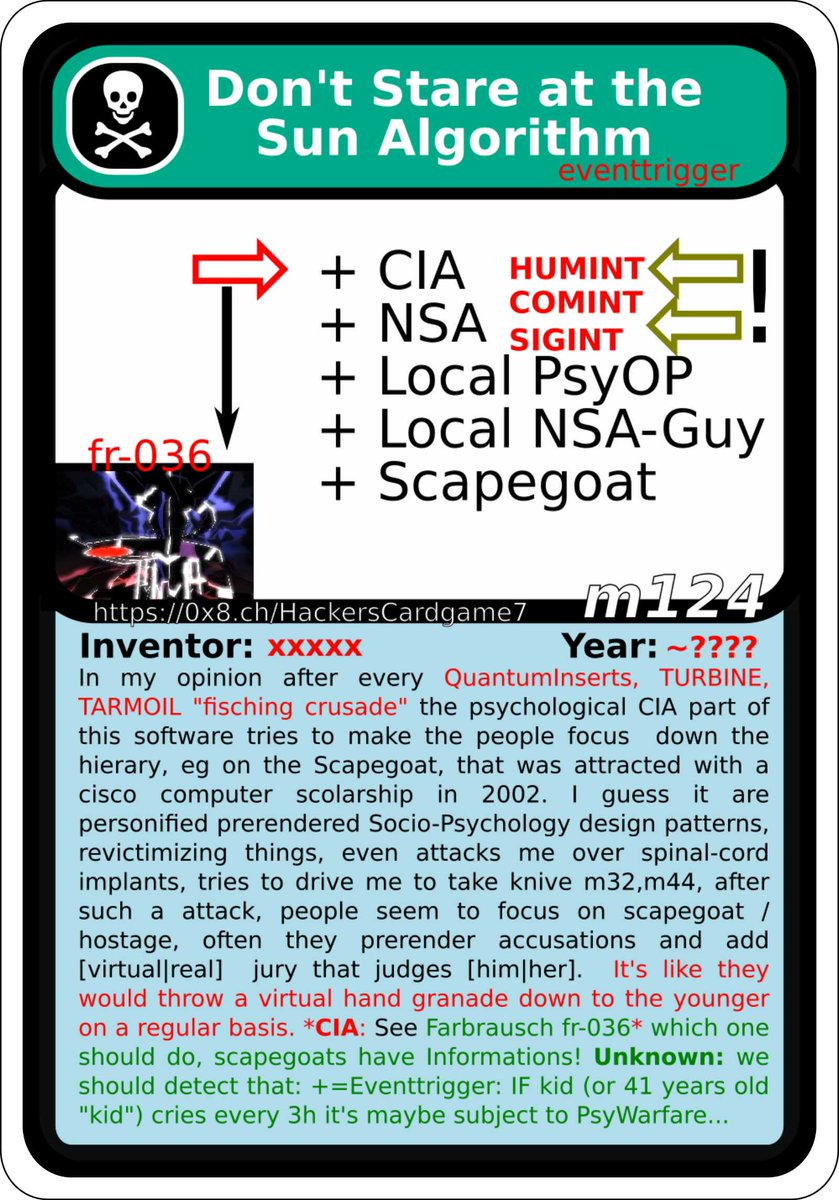 Don't Stare at the
Sun Algorithm
eventtrigger
+ CIA HUMINT !
COMINT
+ NSA SIGINT
+ Local PsyOP
+ Local NSA-Guy
+ Scapegoat
fr-036
https://0x8.ch/HackersCardgame7 m124
Inventor: xxxxx Year: ~????
In my opinion after every QuantumInserts, TURBINE,
TARMOIL "fisching crusade" the psychological CIA part of
this software tries to make the people focus down the
hierary, eg on the Scapegoat, that was attracted with a
cisco computer scolarship in 2002. I guess it are
personified prerendered Socio-Psychology design patterns,
revictimizing things, even attacks me over spinal-cord
implants, tries to drive me to take knive m32,m44, after
such a attack, people seem to focus on scapegoat /
hostage, often they prerender accusations and add
[virtual|real] jury that judges [him|her]. It's like they
would throw a virtual hand granade down to the younger
on a regular basis. *CIA: See Farbrausch fr-036* which one
should do, scapegoats have Informations! Unknown: we
should detect that: +=Eventtrigger: IF kid (or 41 years old
"kid") cries every 3h it's maybe subject to PsyWarfare...